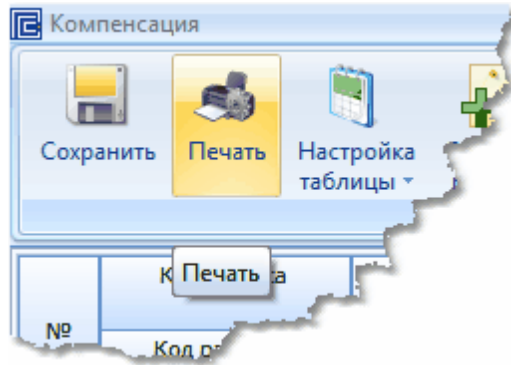 Компенсация
Сохранить
Печать
Настройка
таблицы
Печать
№
Код